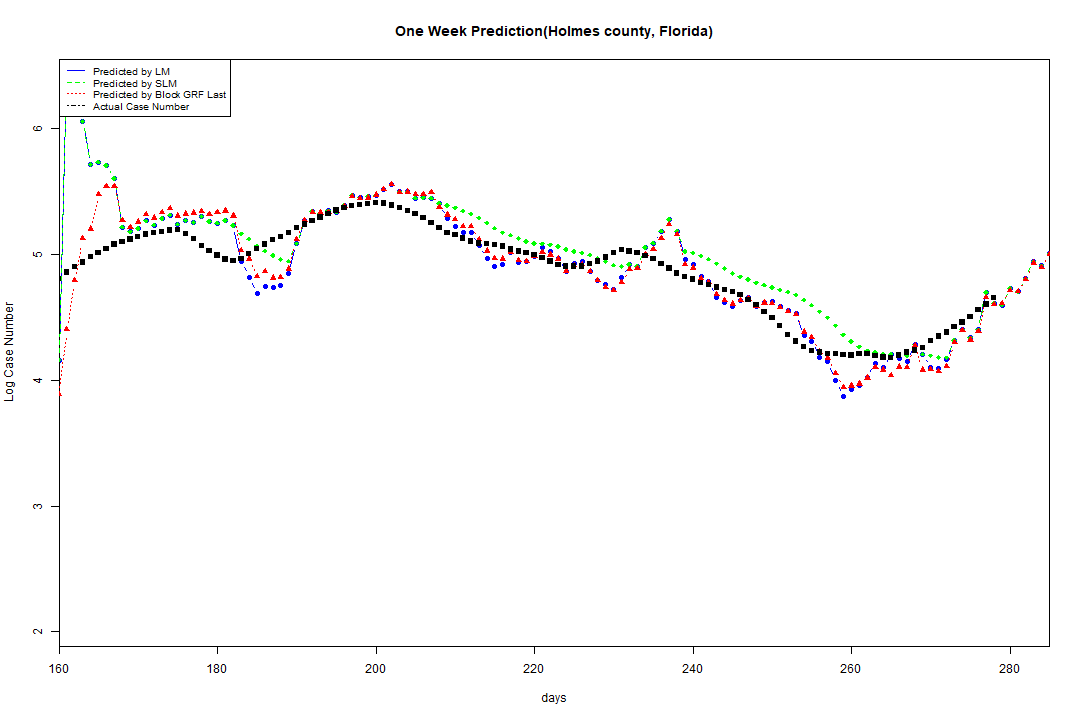 One Week Prediction(Holmes county, Florida)
Predicted by LM
Predicted by SLM
Predicted by Block GRF Last
Actual Case Number
6
5
4
3
2
Log Case Number
160
180
200
220
240
260
280
days